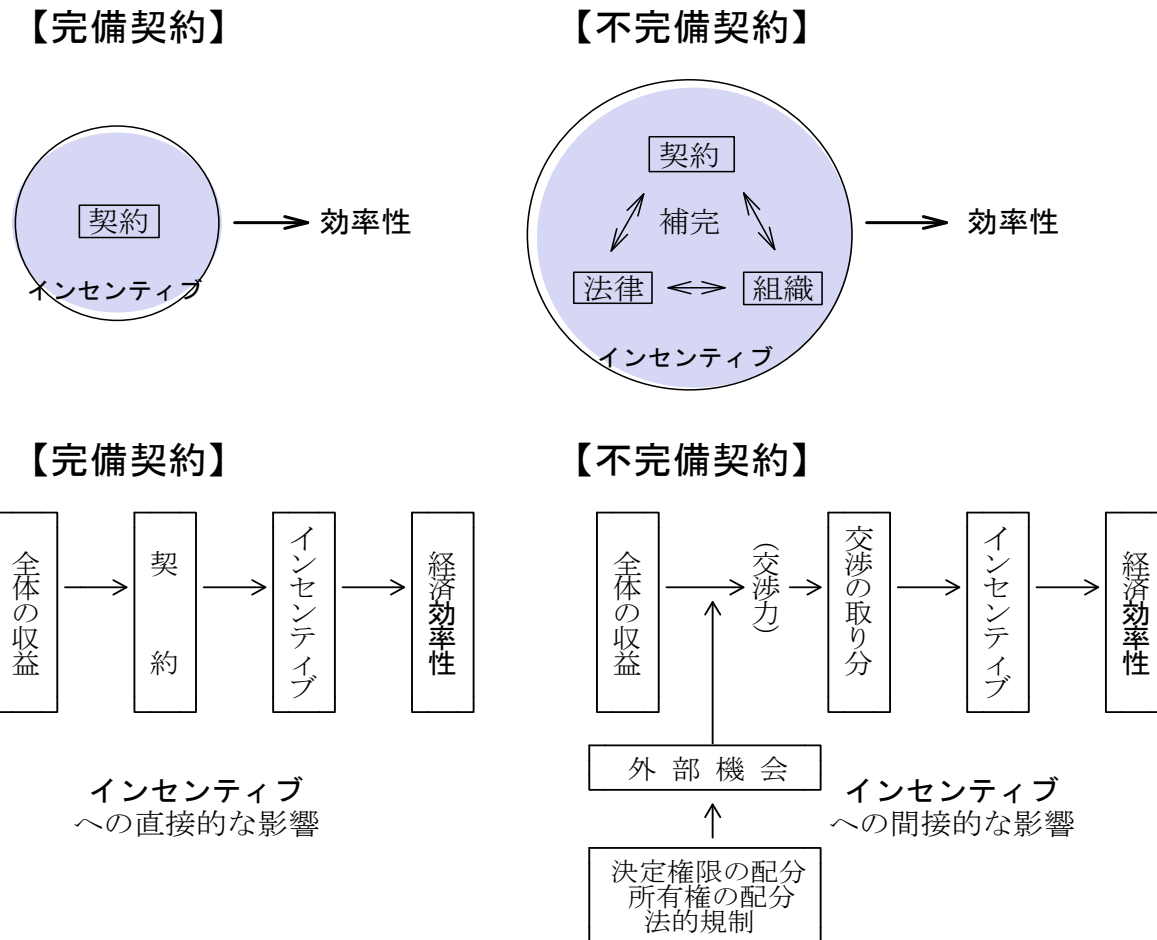 【完備契約】
【不完備契約】
契約
インセンティブ
効率性
契約
補完
法律
組織
インセンティブ
効率性
【完備契約】
【不完備契約】
全体の収益
契約
インセンティブ
経済効率性
インセンティブ
への直接的な影響
全体の収益
(交渉力)
交渉の取り分
インセンティブ
経済効率性
外部機会
インセンティブ
への間接的な影響
決定権限の配分
所有権の配分
法的規制